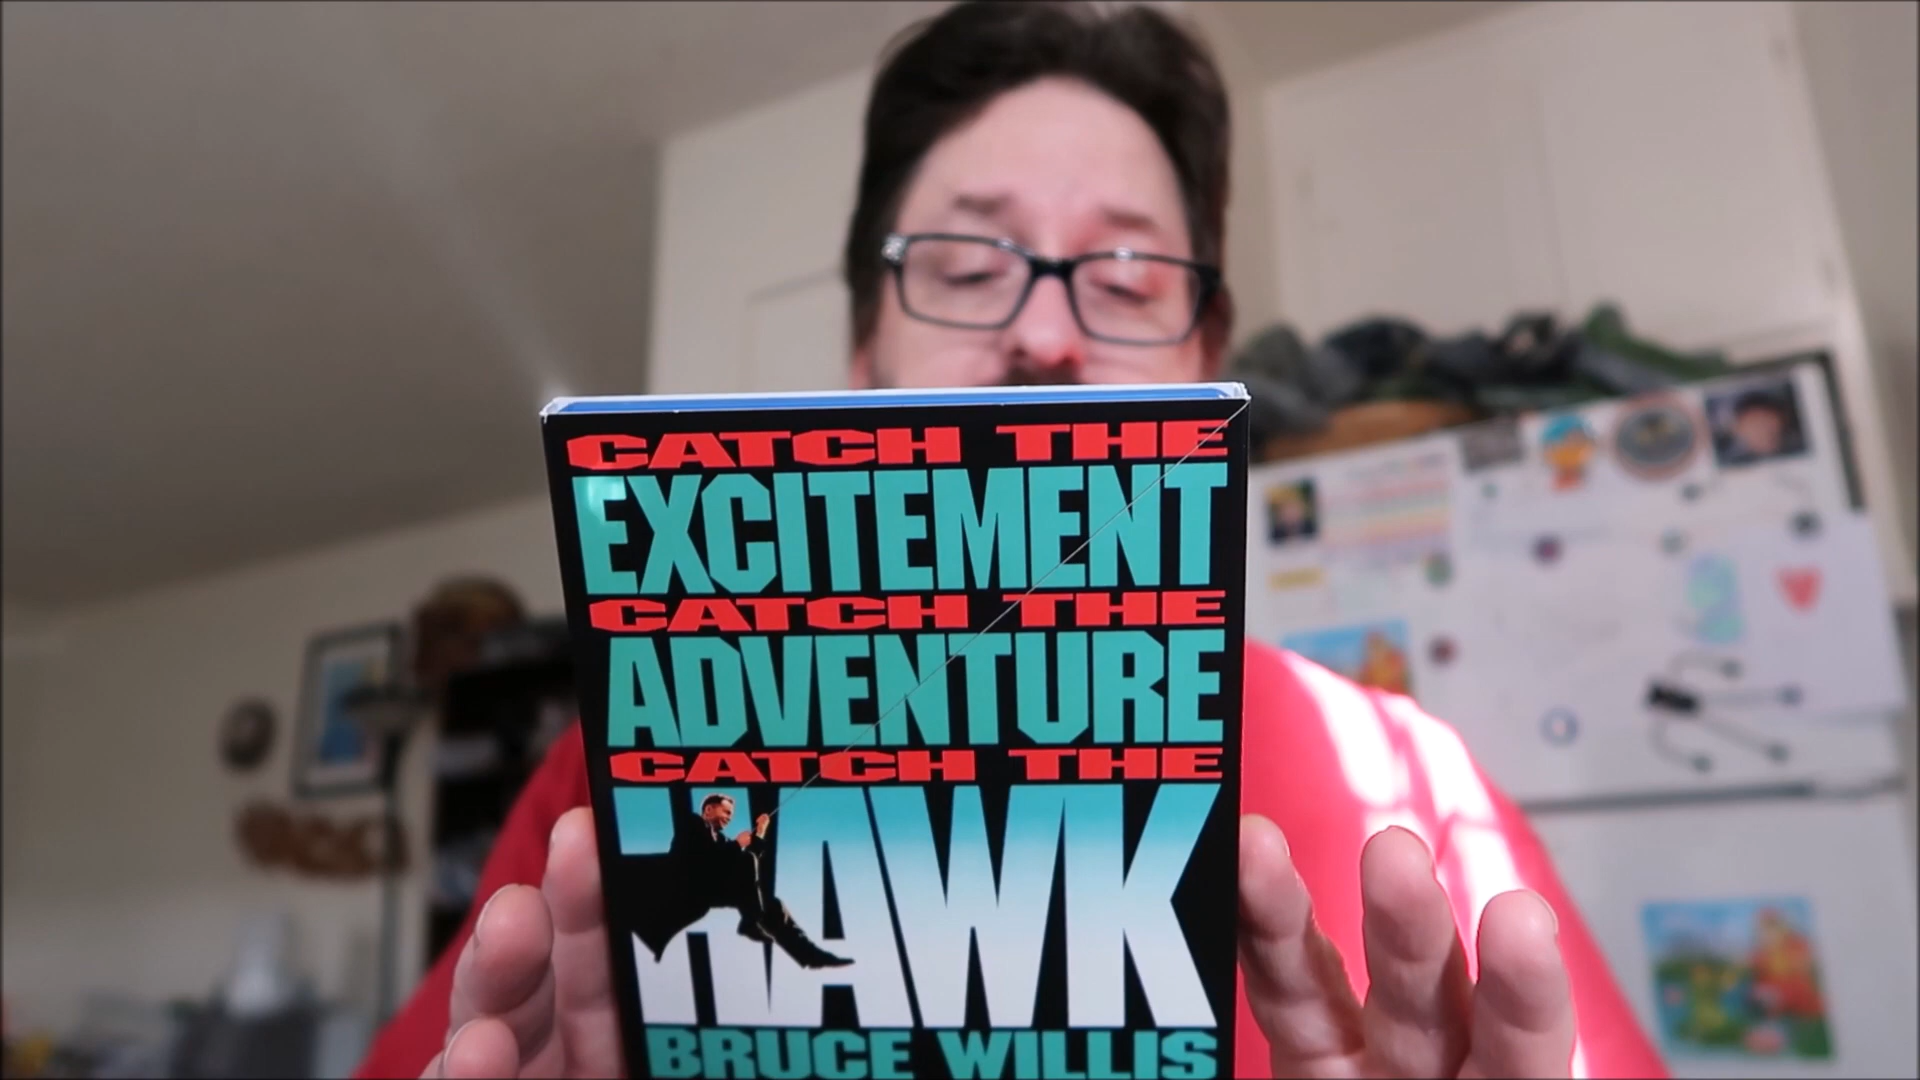 CATCH THE
EXCITEMENT
CATCH THE
ADVENTURE
CATCH THE
HAWK
BRUCE WILLIS